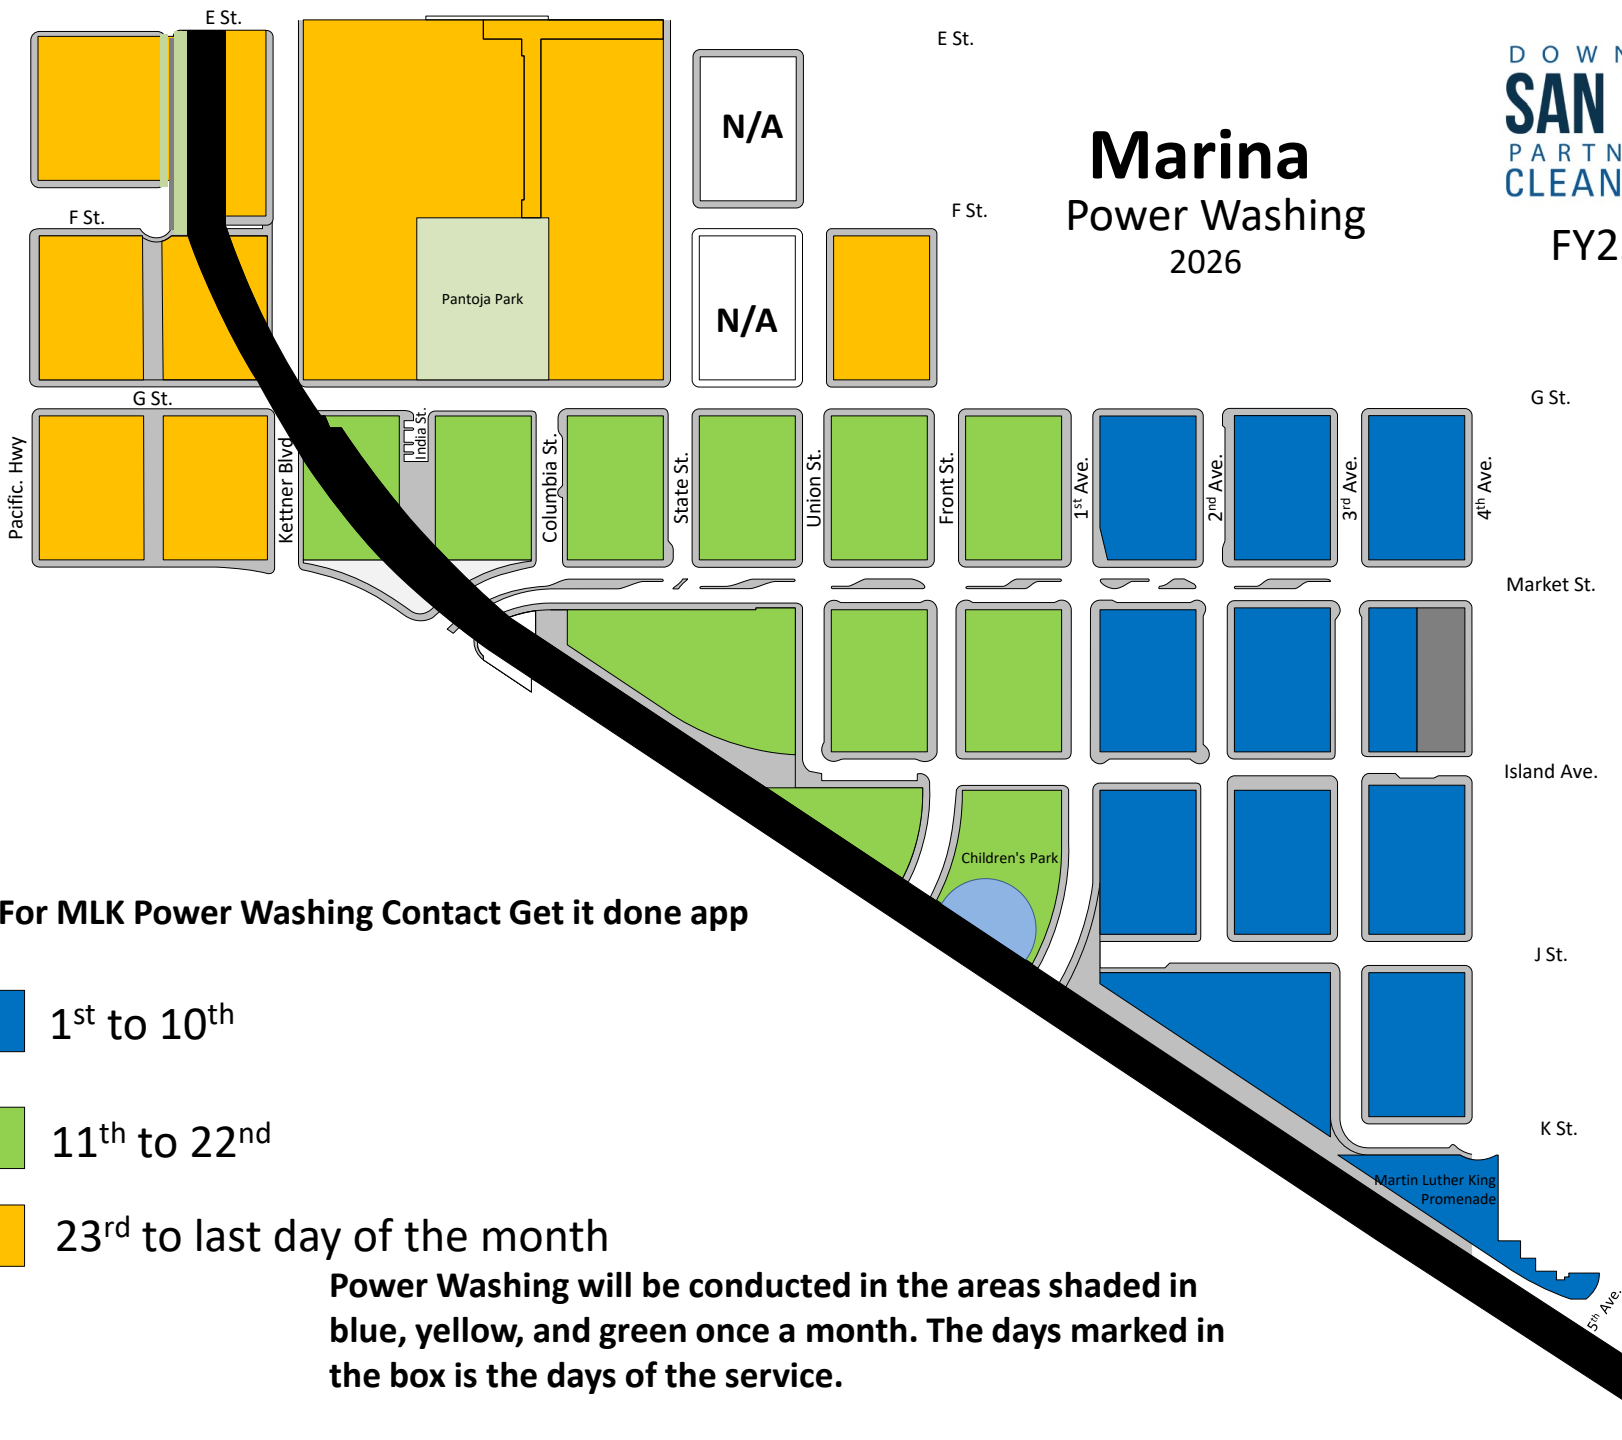 E St.
E St.
DOWN
SAN
PARTN
CLEAN
FY2
Marina
Power Washing
2026
N/A
F St.
F St.
Pantoja Park
N/A
G St.
G St.
Pacific. Hwy
Kettner Blvd
India St.
Columbia St.
State St.
Union St.
Front St.
1st Ave.
2nd Ave.
3rd Ave.
4th Ave.
Market St.
Island Ave.
Children's Park
For MLK Power Washing Contact Get it done app
J St.
1st to 10th
K St.
11th to 22nd
Martin Luther King
Promenade
23rd to last day of the month
5th Ave.
Power Washing will be conducted in the areas shaded in
blue, yellow, and green once a month. The days marked in
the box is the days of the service.